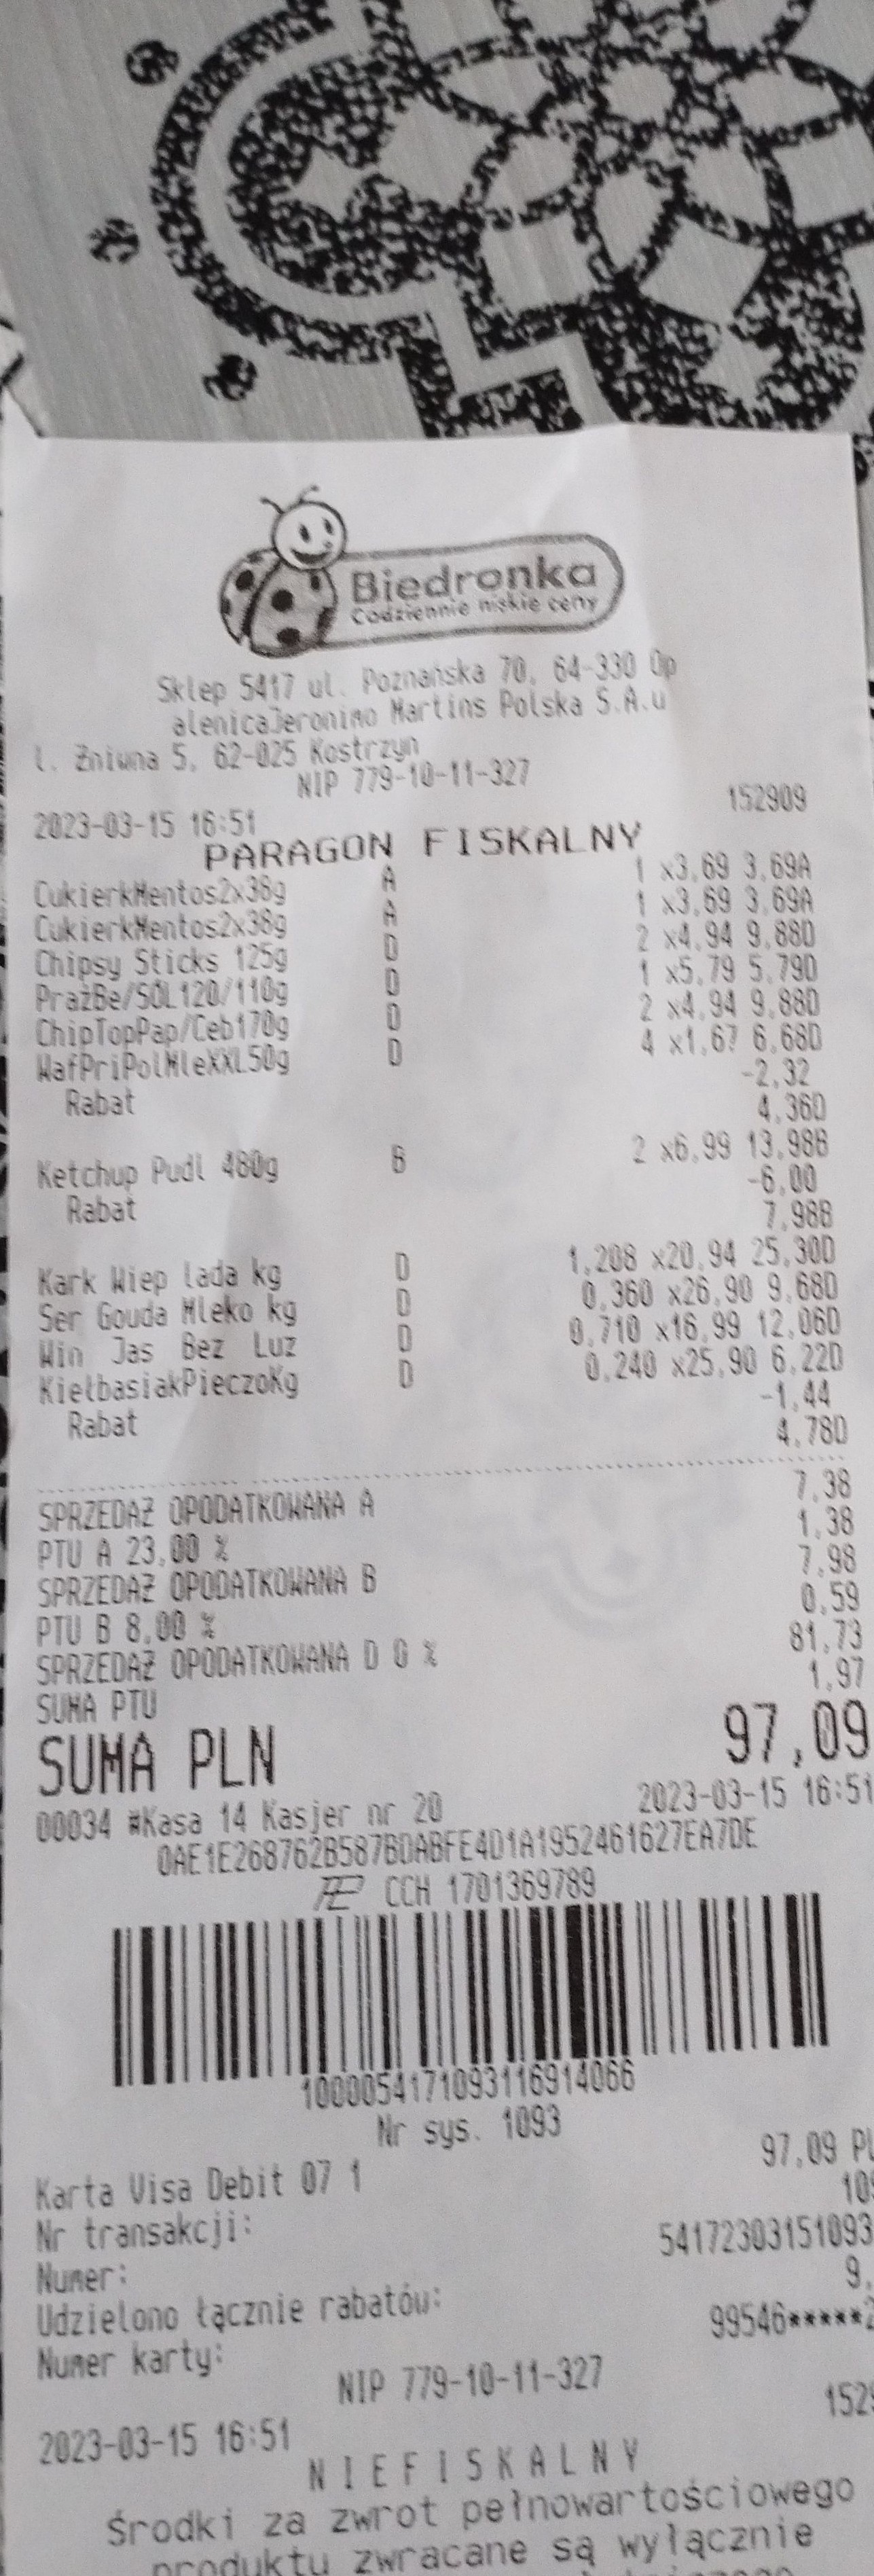 Biedronka
Codziennie niskie ceny
Sklep 5417 ul. Poznańska 70, 64-330 Op
alenicaJeronimo Martins Polska S.A.u
l. Żniwna 5, 62-025 Kostrzyn
NIP 779-10-11-327
2023-03-15 16:51 152909
PARAGON FISKALNY
CukierkMentos2x38g A 1 x3,69 3,69A
CukierkMentos2x38g A 1 x3,69 3,69A
Chipsy Sticks 125g D 2 x4,94 9,88D
PrażBe/SOL120/110g D 1 x5,79 5,79D
ChipTopPap/Ceb170g D 2 x4,94 9,88D
WafPriPolMleXXL50g D 4 x1,67 6,68D
Rabat -2,32
4,36D
Ketchup Pudl 480g B 2 x6,99 13,98B
Rabat -6,00
7,98B
Kark Wiep lada kg D 1,208 x20,94 25,30D
Ser Gouda Mleko kg D 0,360 x26,90 9,68D
Win Jas Bez Luz D 0,710 x16,99 12,06D
KiełbasiakPieczoKg D 0,240 x25,90 6,22D
Rabat -1,44
4,78D
SPRZEDAŻ OPODATKOWANA A 7,38
PTU A 23,00 % 1,38
SPRZEDAŻ OPODATKOWANA B 7,98
PTU B 8,00 % 0,59
SPRZEDAŻ OPODATKOWANA D 0 % 81,73
SUMA PTU 1,97
SUMA PLN 97,09
00034 #Kasa 14 Kasjer nr 20 2023-03-15 16:51
0AE1E268762B587BDABFE4D1A1952461627EA7DE
CCH 1701369789
1000054171093116914066
Nr sys. 1093
Karta Visa Debit 07 1 97,09 PL
Nr transakcji: 109
Numer: 54172303151093
Udzielono łącznie rabatów: 9,
Numer karty: 99546*****2
NIP 779-10-11-327
2023-03-15 16:51 1529
NIEFISKALNY
Środki za zwrot pełnowartościowego
produktu zwracane są wyłącznie